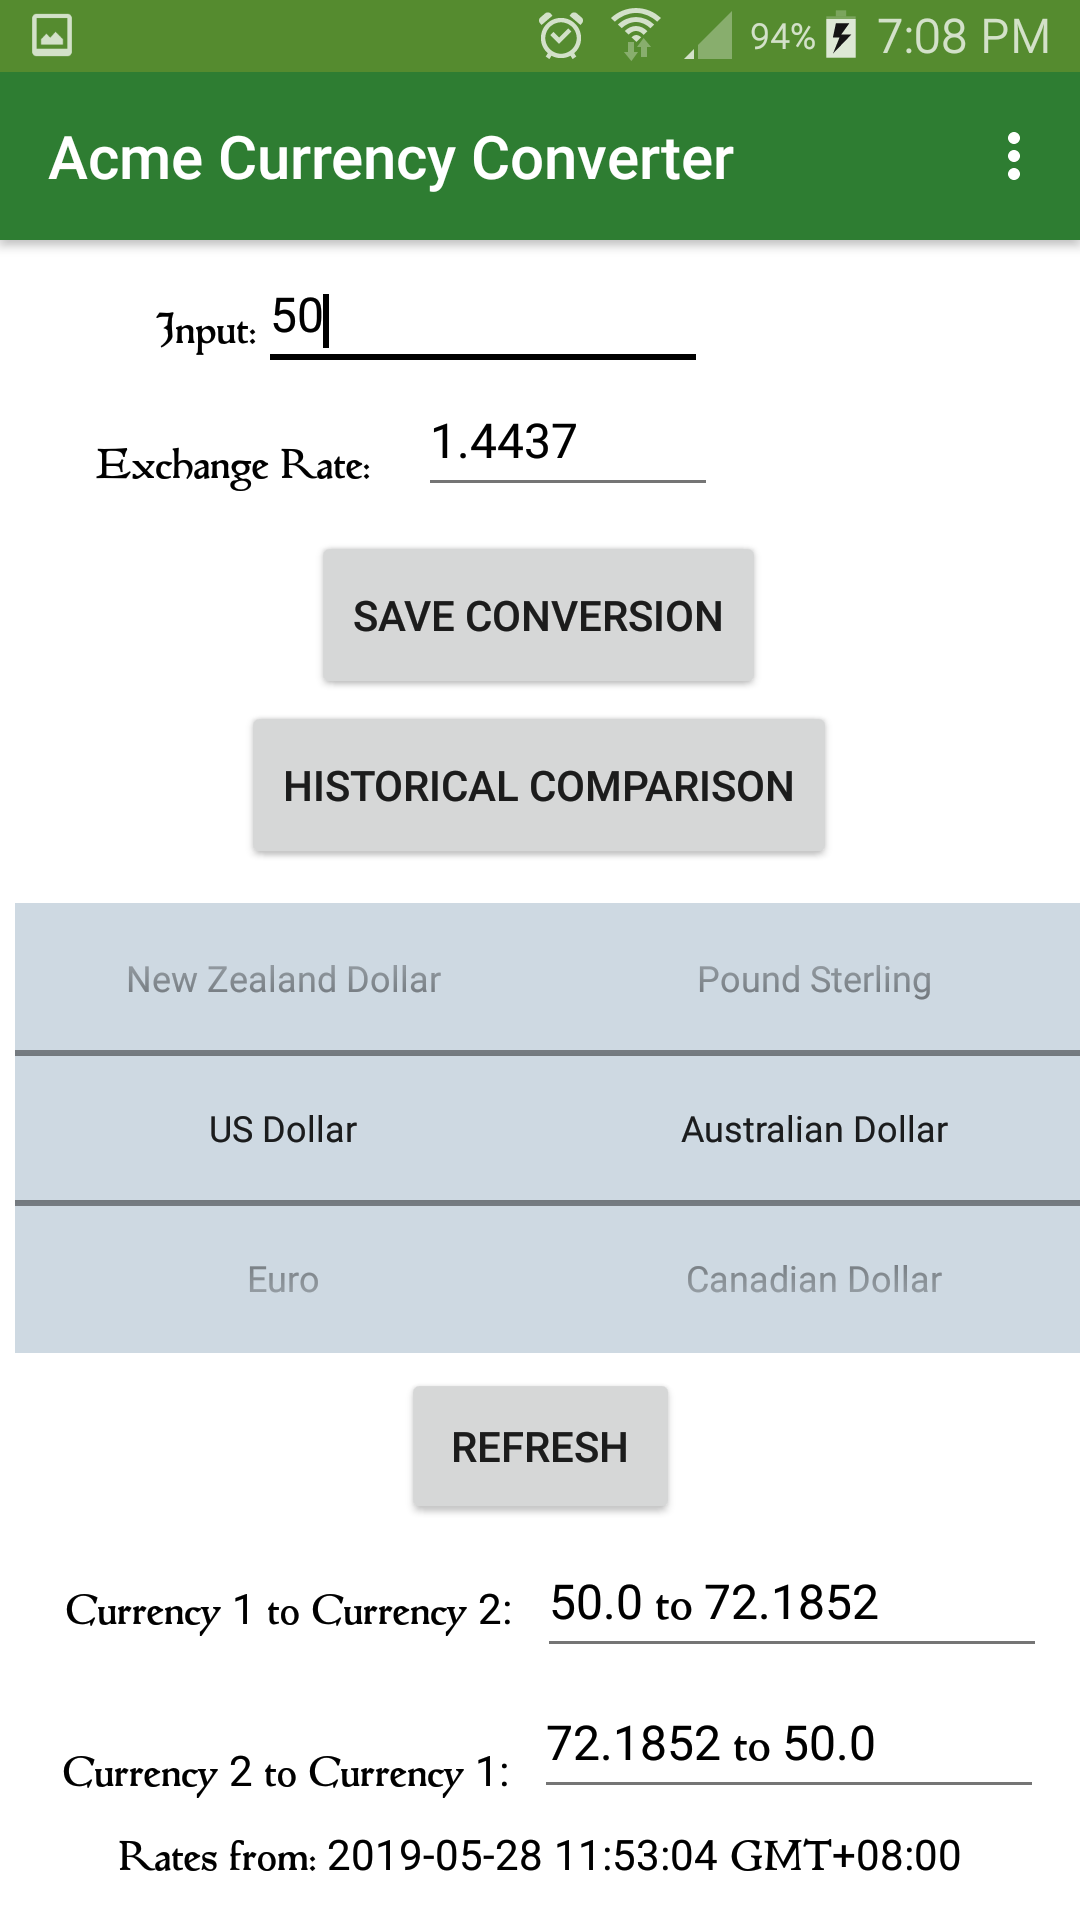 94% 7:08 PM
Acme Currency Converter
Input: 50
Exchange Rate: 1.4437
SAVE CONVERSION
HISTORICAL COMPARISON
New Zealand Dollar Pound Sterling
US Dollar Australian Dollar
Euro Canadian Dollar
REFRESH
Currency 1 to Currency 2: 50.0 to 72.1852
Currency 2 to Currency 1: 72.1852 to 50.0
Rates from: 2019-05-28 11:53:04 GMT+08:00